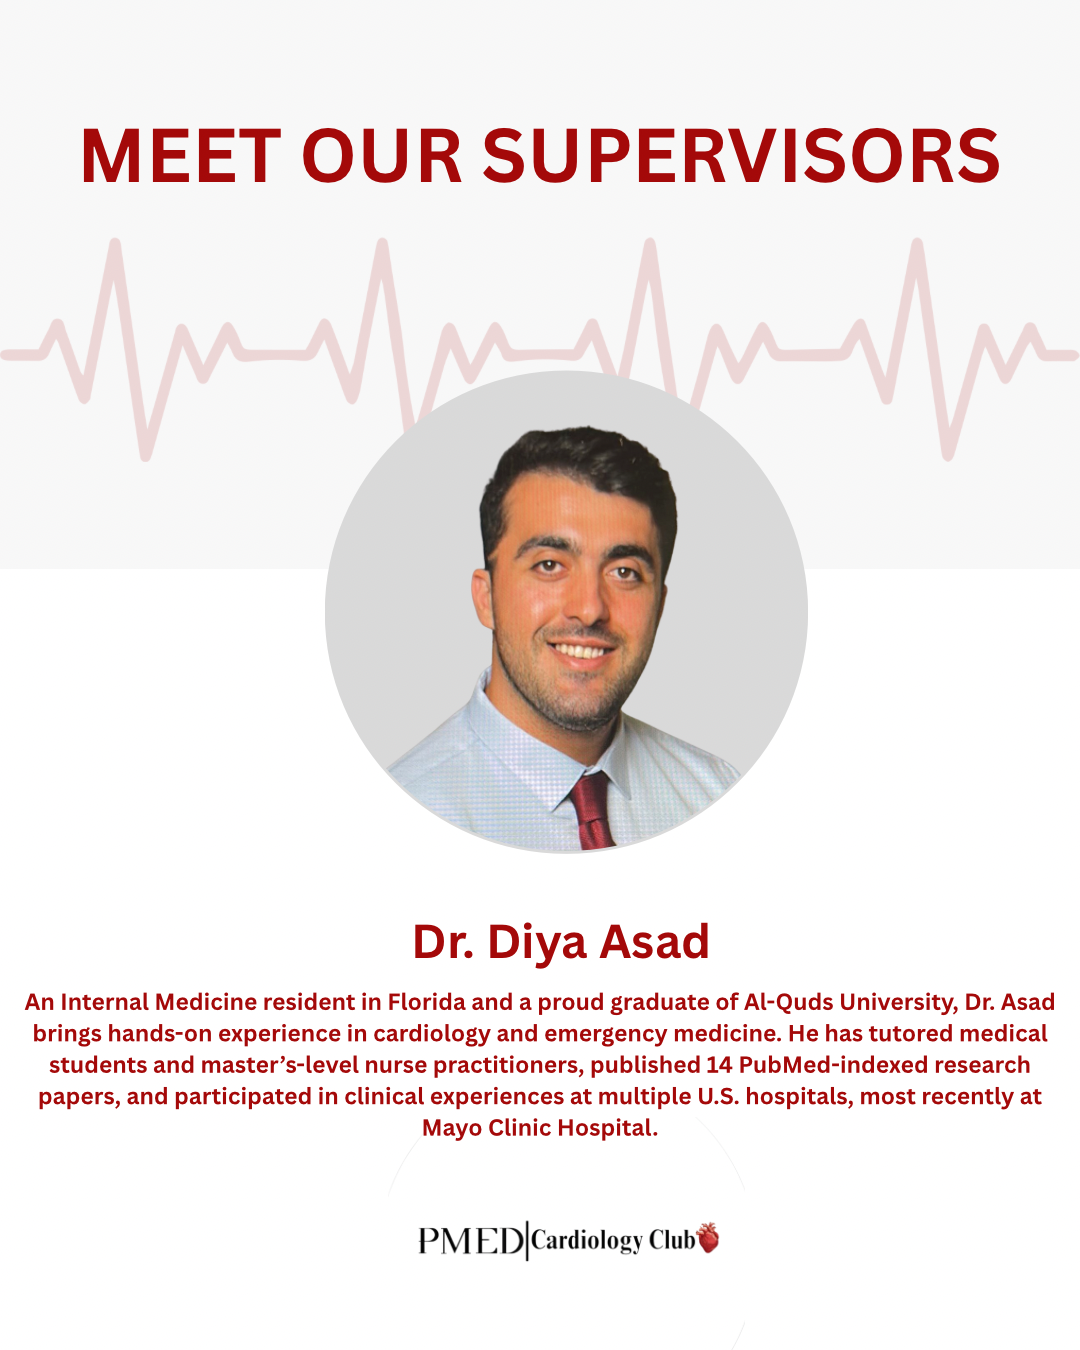 MEET OUR SUPERVISORS
Dr. Diya Asad
An Internal Medicine resident in Florida and a proud graduate of Al-Quds University, Dr. Asad
brings hands-on experience in cardiology and emergency medicine. He has tutored medical
students and master’s-level nurse practitioners, published 14 PubMed-indexed research
papers, and participated in clinical experiences at multiple U.S. hospitals, most recently at
Mayo Clinic Hospital.
PMED|Cardiology Club